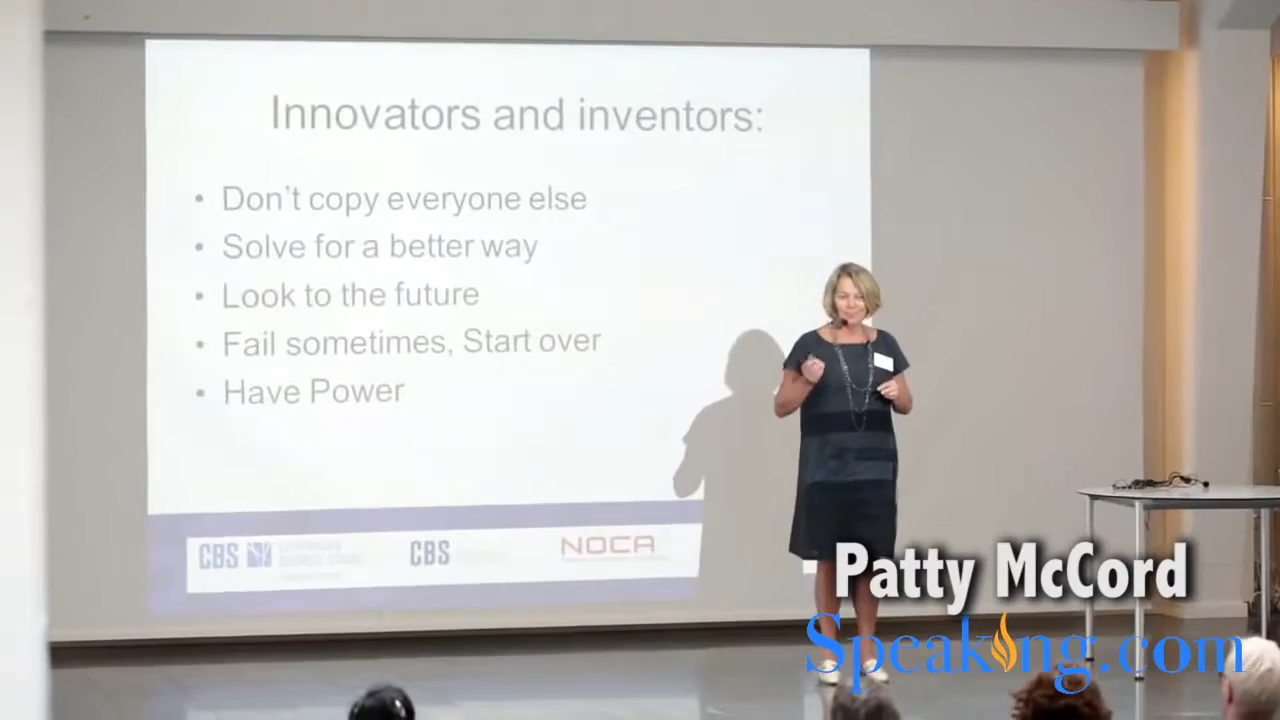 Innovators and inventors:
• Don't copy everyone else
• Solve for a better way
• Look to the future
• Fail sometimes, Start over
• Have Power
CBS
CBS
NOCA
Patty McCord
Speaking.com